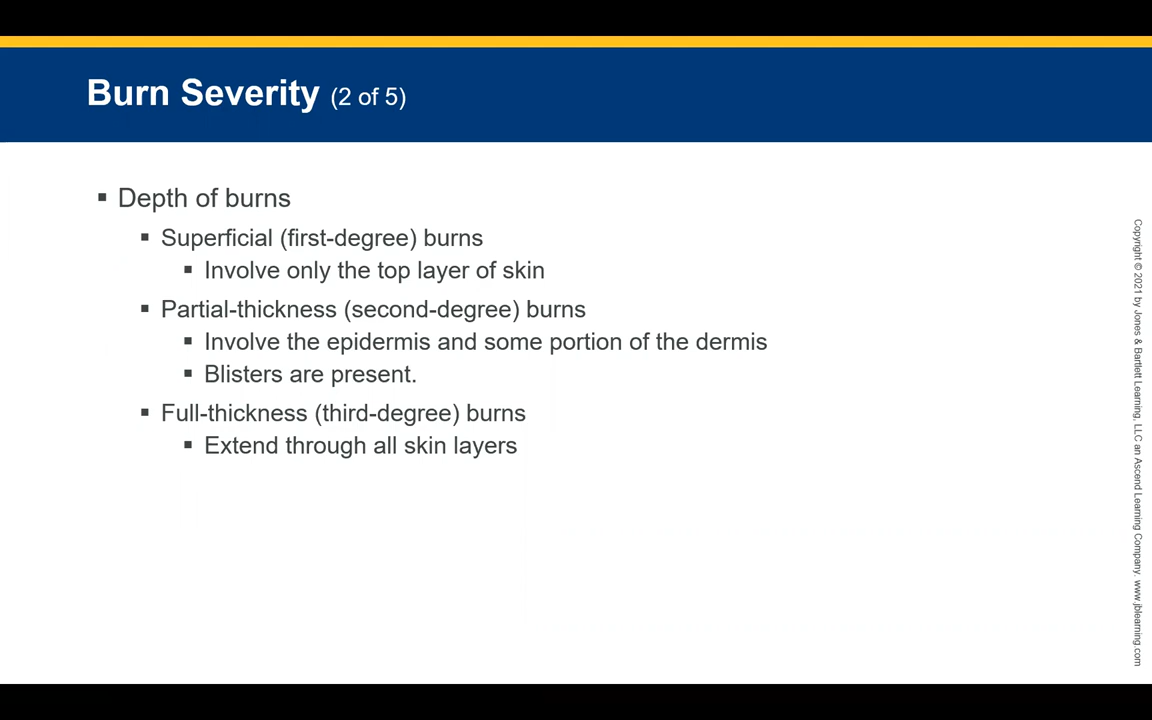 Burn Severity (2 of 5)
▪ Depth of burns
▪ Superficial (first-degree) burns
▪ Involve only the top layer of skin
▪ Partial-thickness (second-degree) burns
▪ Involve the epidermis and some portion of the dermis
▪ Blisters are present.
▪ Full-thickness (third-degree) burns
▪ Extend through all skin layers
Copyright © 2021 by Jones & Bartlett Learning, LLC an Ascend Learning Company. www.jblearning.com